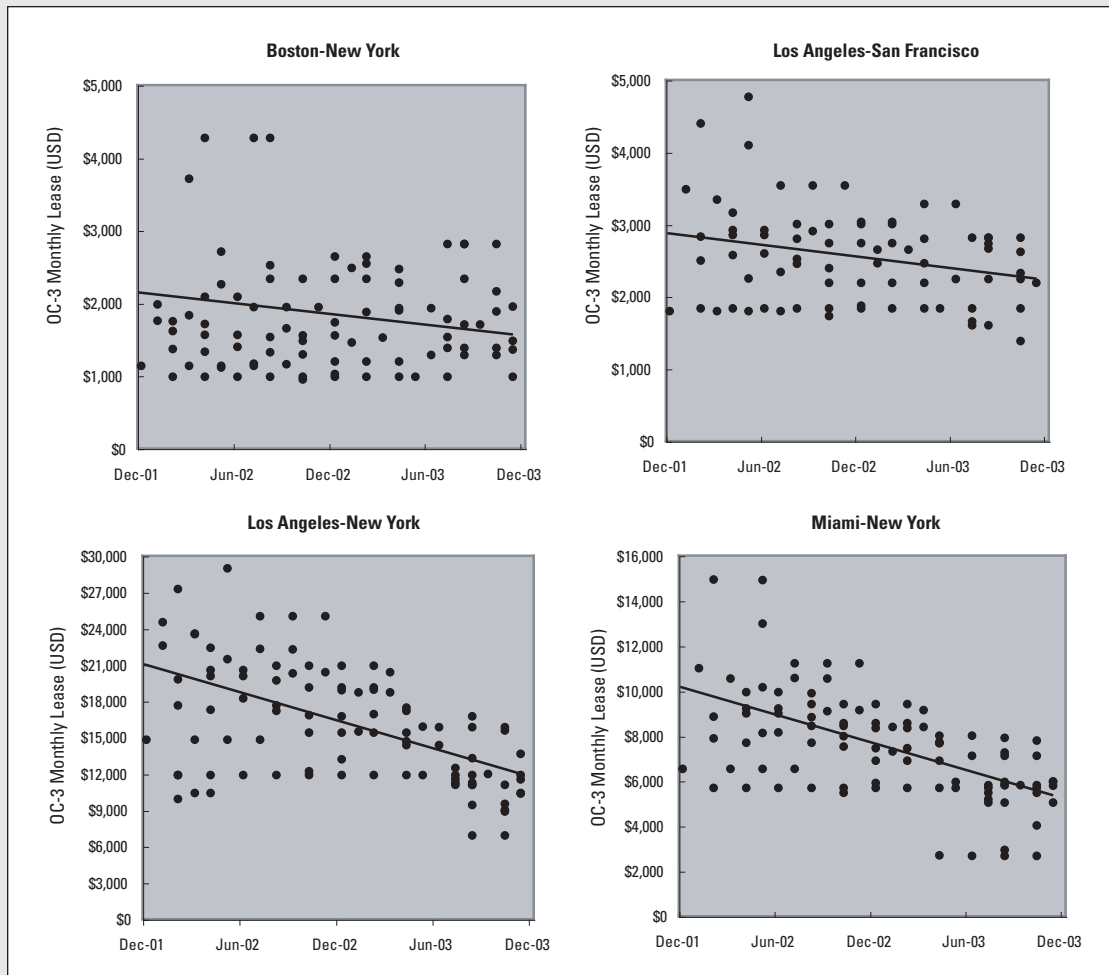 Boston-New York
OC-3 Monthly Lease (USD)
$5,000
$4,000
$3,000
$2,000
$1,000
$0
Dec-01 Jun-02 Dec-02 Jun-03 Dec-03
Los Angeles-San Francisco
OC-3 Monthly Lease (USD)
$5,000
$4,000
$3,000
$2,000
$1,000
$0
Dec-01 Jun-02 Dec-02 Jun-03 Dec-03
Los Angeles-New York
OC-3 Monthly Lease (USD)
$30,000
$27,000
$24,000
$21,000
$18,000
$15,000
$12,000
$9,000
$6,000
$3,000
$0
Dec-01 Jun-02 Dec-02 Jun-03 Dec-03
Miami-New York
OC-3 Monthly Lease (USD)
$16,000
$14,000
$12,000
$10,000
$8,000
$6,000
$4,000
$2,000
$0
Dec-01 Jun-02 Dec-02 Jun-03 Dec-03